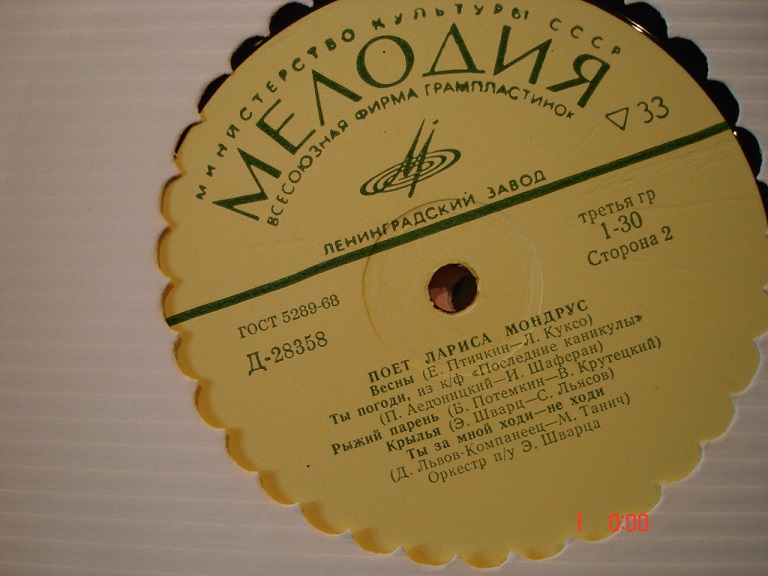 МИНИСТЕРСТВО КУЛЬТУРЫ СССР
МЕЛОДИЯ
ВСЕСОЮЗНАЯ ФИРМА ГРАМПЛАСТИНОК
▽ 33
ЛЕНИНГРАДСКИЙ ЗАВОД
третья гр
1-30
Сторона 2
ГОСТ 5289-68
Д-28358
ПОЕТ ЛАРИСА МОНДРУС
Весны (Е. Птичкин—Л. Куксо)
Ты погоди, из к/ф «Последние каникулы»
(П. Аедоницкий—И. Шаферан)
Рыжий парень (Б. Потемкин—В. Крутецкий)
Крылья (Э. Шварц—С. Льясов)
Ты за мной ходи—не ходи
(Д. Львов-Компанеец—М. Танич)
Оркестр п/у Э. Шварца
1 0:00